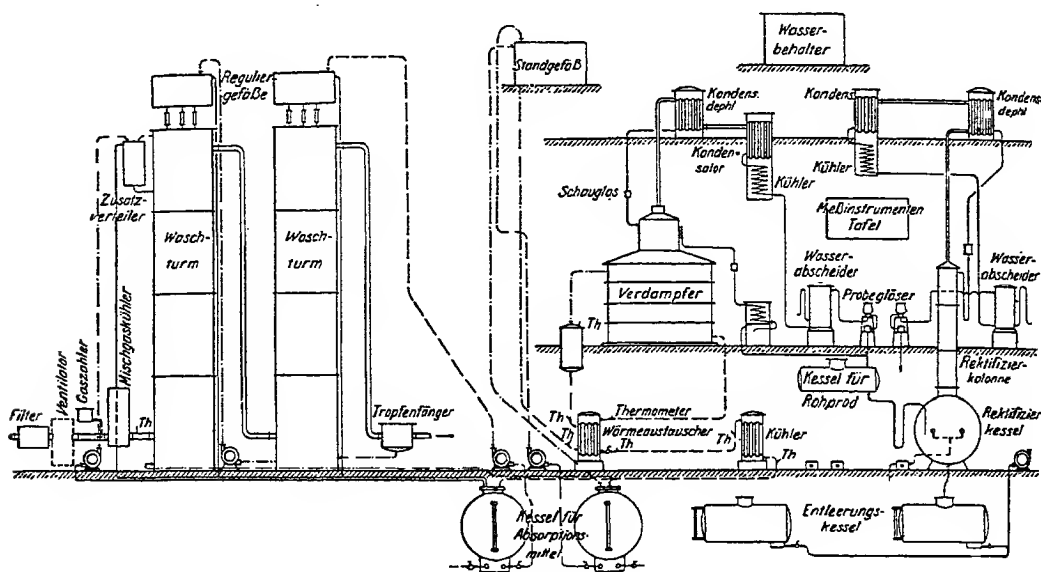 Wasser-
behälter
Standgefäß
Regulier
gefäße
Kondens.
dephl
Kondens.
Kondens.
dephl
Konden-
sator
Kühler
Kühler
Schauglas
Zusatz-
verteiler
Meßinstrumenten
Tafel
Wasch-
turm
Wasch-
turm
Wasser-
abscheider
Wasser-
abscheider
Verdampfer
Probegläser
Th
Mischgaskühler
Gaszähler
Ventilator
Filter
Th
Tropfenfänger
Kessel für
Rohprod
Rektifizier-
kolonne
Rektifizier
kessel
Th
Thermometer
Th
Wärmeaustauscher
Th
Th
Kühler
Th
Kessel für
Absorptions-
mittel
Entleerungs-
kessel